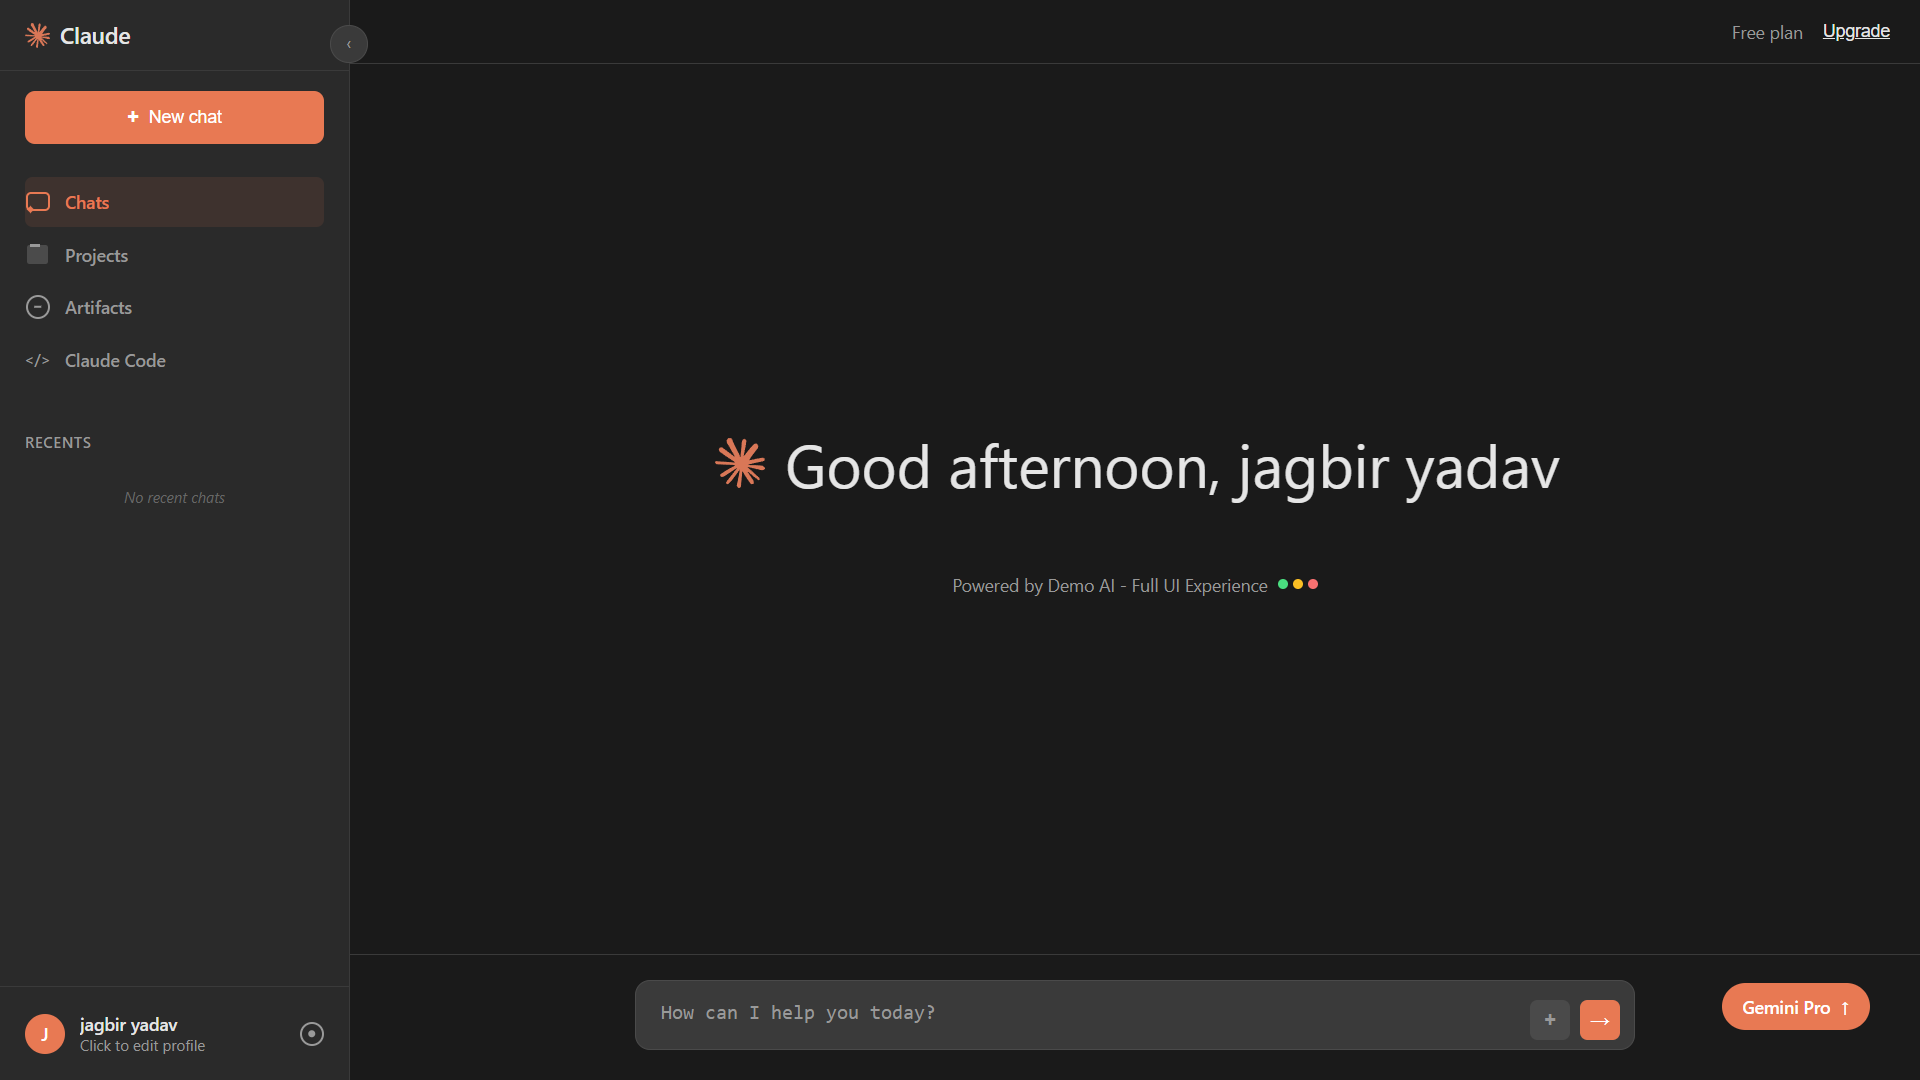 Claude
‹
Free plan
Upgrade
+ New chat
Chats
Projects
Artifacts
</> Claude Code
RECENTS
No recent chats
Good afternoon, jagbir yadav
Powered by Demo AI - Full UI Experience
J
jagbir yadav
Click to edit profile
How can I help you today?
+
→
Gemini Pro ↑